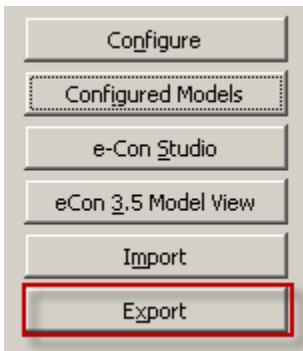 Configure
Configured Models
e-Con Studio
eCon 3.5 Model View
Import
Export